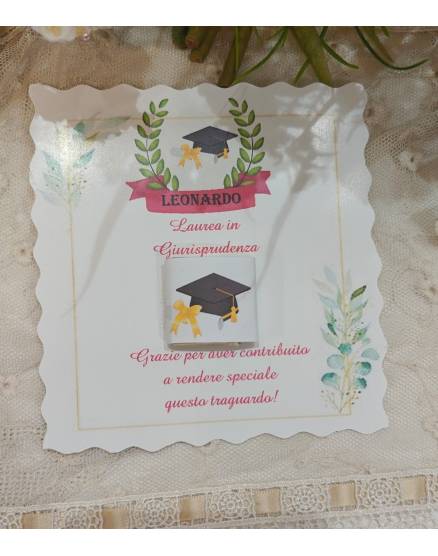 LEONARDO
Laurea in
Giurisprudenza
Grazie per aver contribuito
a rendere speciale
questo traguardo!